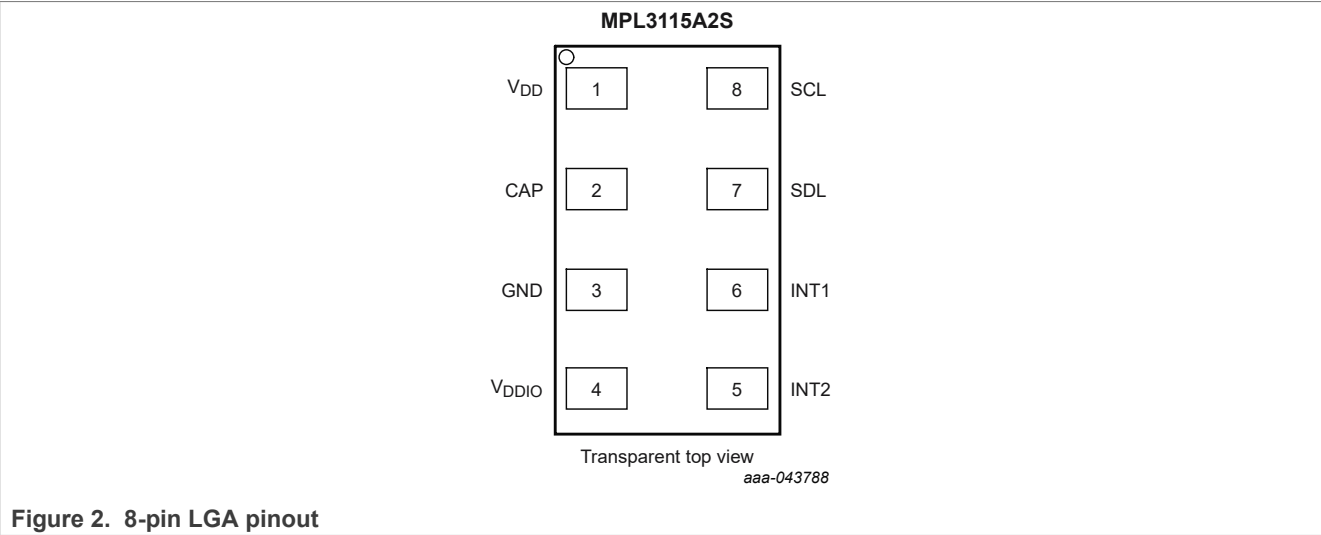 MPL3115A2S
VDD 1 8 SCL
CAP 2 7 SDL
GND 3 6 INT1
VDDIO 4 5 INT2
Transparent top view
aaa-043788
Figure 2. 8-pin LGA pinout